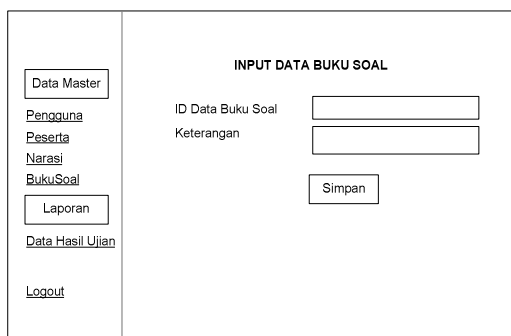 Data Master
Pengguna
Peserta
Narasi
BukuSoal
Laporan
Data Hasil Ujian
Logout
INPUT DATA BUKU SOAL
ID Data Buku Soal
Keterangan
Simpan